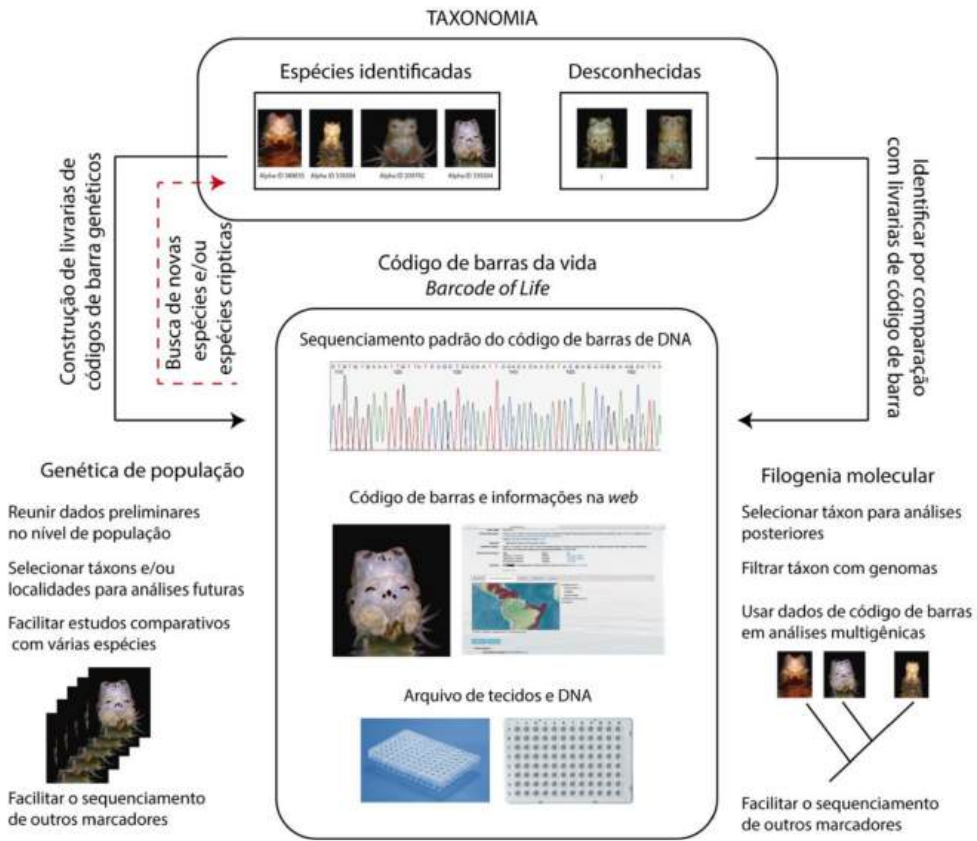 TAXONOMIA
Espécies identificadas
Desconhecidas
Construção de livrarias de
códigos de barra genéticos
Busca de novas
espécies e/ou
espécies cripticas
Identificar por comparação
com livrarias de código de barra
Código de barras da vida
Barcode of Life
Sequenciamento padrão do código de barras de DNA
Genética de população
Reunir dados preliminares
no nível de população
Selecionar táxons e/ou
localidades para análises futuras
Facilitar estudos comparativos
com várias espécies
Facilitar o sequenciamento
de outros marcadores
Código de barras e informações na web
Arquivo de tecidos e DNA
Filogenia molecular
Selecionar táxon para análises
posteriores
Filtrar táxon com genomas
Usar dados de código de barras
em análises multigênicas
Facilitar o sequenciamento
de outros marcadores